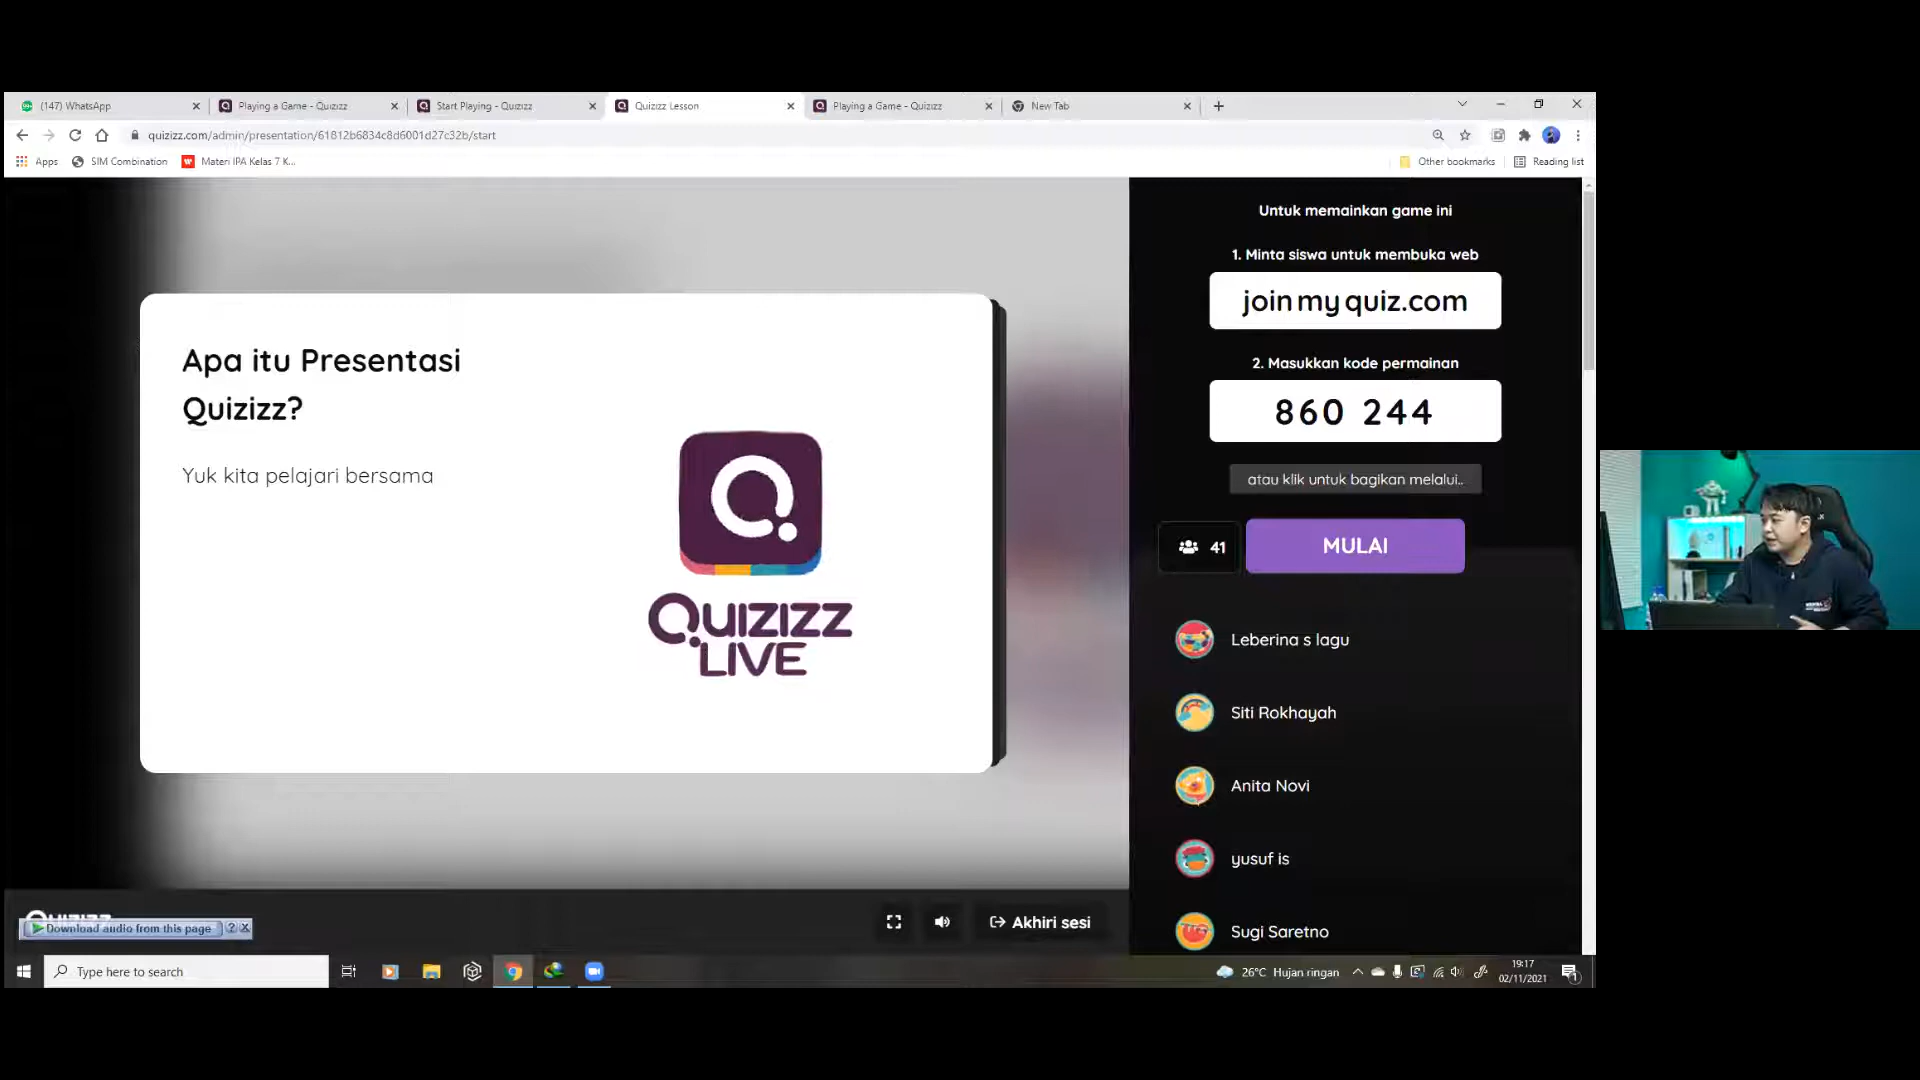 (147) WhatsApp
Playing a Game - Quizizz
Start Playing - Quizizz
Quizizz Lesson
Playing a Game - Quizizz
New Tab
quizizz.com/admin/presentation/61812b6834c8d6001d27c32b/start
Apps
SIM Combination
Materi IPA Kelas 7 K...
Other bookmarks
Reading list
Apa itu Presentasi
Quizizz?
Yuk kita pelajari bersama
QUIZIZZ
LIVE
Untuk memainkan game ini
1. Minta siswa untuk membuka web
joinmyquiz.com
2. Masukkan kode permainan
860 244
atau klik untuk bagikan melalui..
41
MULAI
Leberina s lagu
Siti Rokhayah
Anita Novi
yusuf is
Sugi Saretno
Quizizz
Download audio from this page
Akhiri sesi
Type here to search
26°C Hujan ringan
19:17
02/11/2021